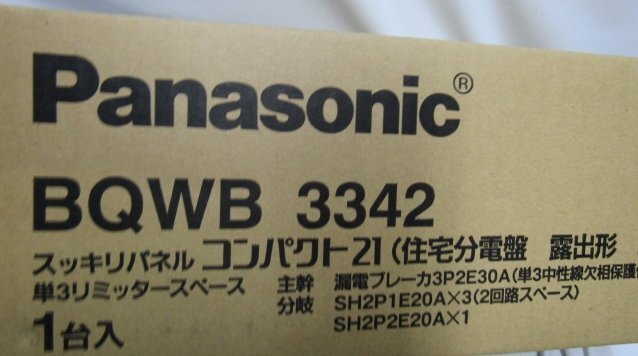 Panasonic®
BQWB 3342
スッキリパネル コンパクト21 (住宅分電盤 露出形
単3リミッタースペース 主幹 漏電ブレーカ3P2E30A(単3中性線欠相保護
分岐 SH2P1E20A×3(2回路スペース)
SH2P2E20A×1
1台入